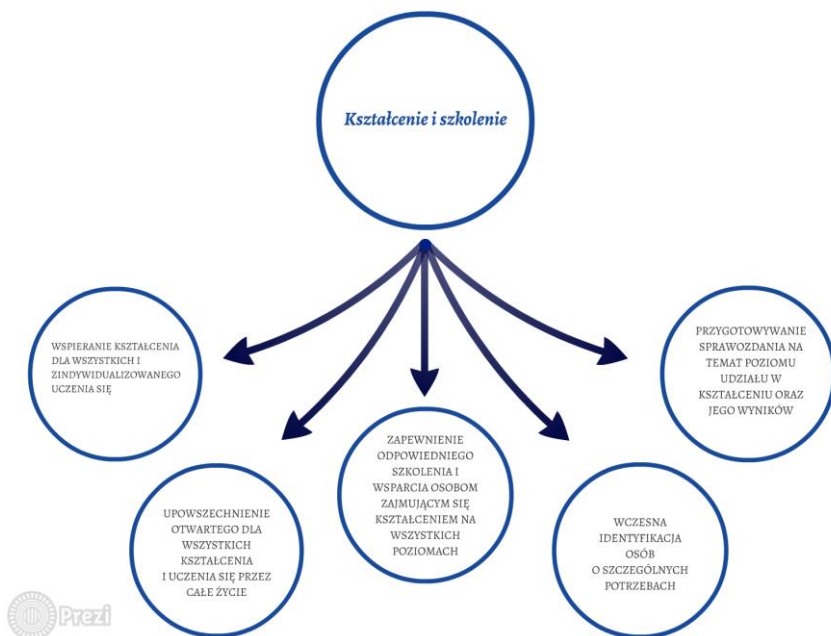 Kształcenie i szkolenie
WSPIERANIE KSZTAŁCENIA
DLA WSZYSTKICH I
ZINDYWIDUALIZOWANEGO
UCZENIA SIĘ
UPOWSZECHNIENIE
OTWARTEGO DLA
WSZYSTKICH
KSZTAŁCENIA
I UCZENIA SIĘ PRZEZ
CAŁE ŻYCIE
ZAPEWNIENIE
ODPOWIEDNIEGO
SZKOLENIA I
WSPARCIA OSOBOM
ZAJMUJĄCYM SIĘ
KSZTAŁCENIEM NA
WSZYSTKICH
POZIOMACH
WCZESNA
IDENTYFIKACJA
OSÓB
O SZCZEGÓLNYCH
POTRZEBACH
PRZYGOTOWYWANIE
SPRAWOZDANIA NA
TEMAT POZIOMU
UDZIAŁU W
KSZTAŁCENIU ORAZ
JEGO WYNIKÓW
Prezi